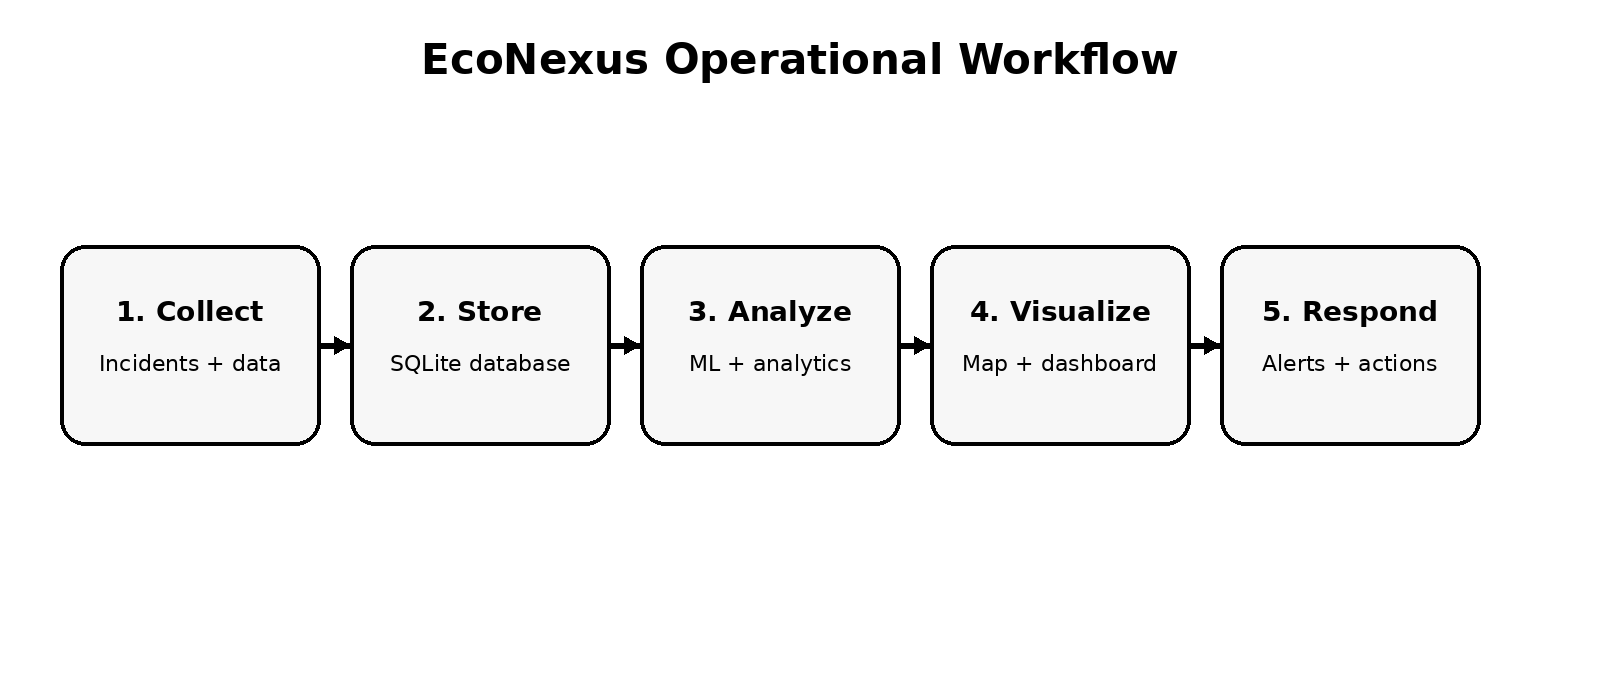 EcoNexus Operational Workflow
1. Collect
Incidents + data
2. Store
SQLite database
3. Analyze
ML + analytics
4. Visualize
Map + dashboard
5. Respond
Alerts + actions